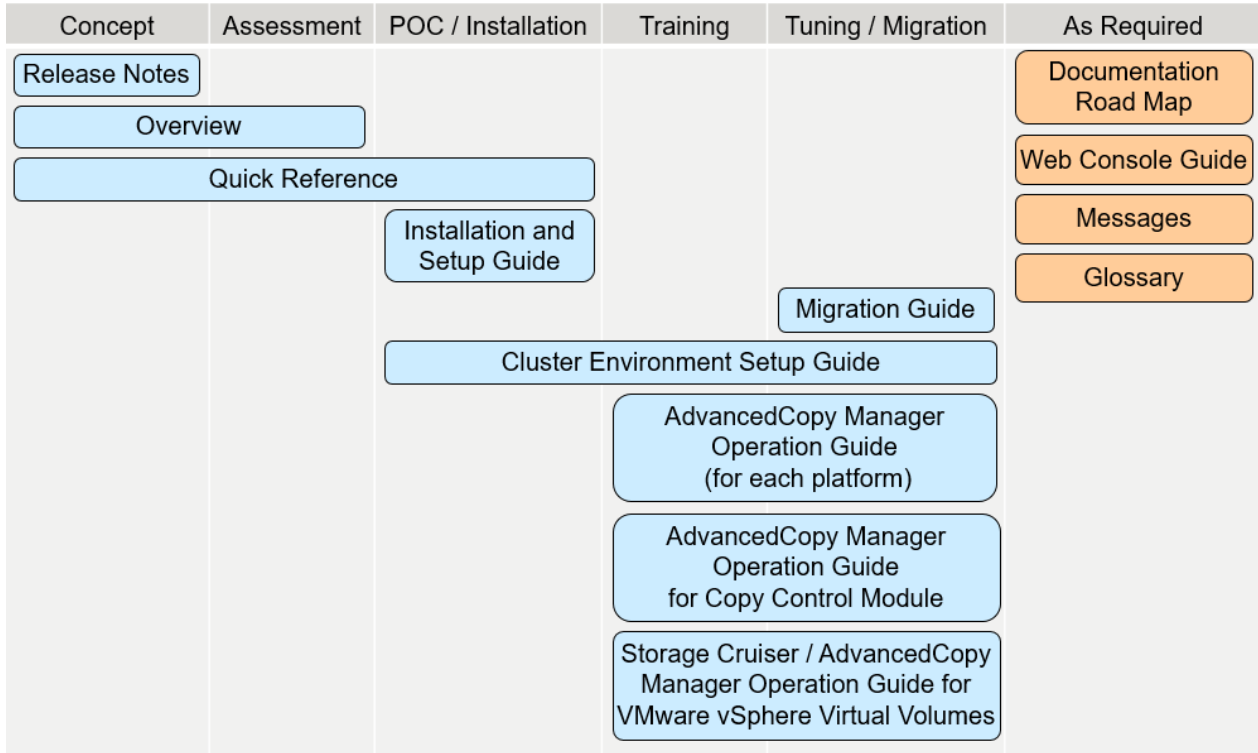 Concept Assessment POC / Installation Training Tuning / Migration As Required
Release Notes
Overview
Quick Reference
Installation and
Setup Guide
Migration Guide
Cluster Environment Setup Guide
AdvancedCopy Manager
Operation Guide
(for each platform)
AdvancedCopy Manager
Operation Guide
for Copy Control Module
Storage Cruiser / AdvancedCopy
Manager Operation Guide for
VMware vSphere Virtual Volumes
Documentation
Road Map
Web Console Guide
Messages
Glossary